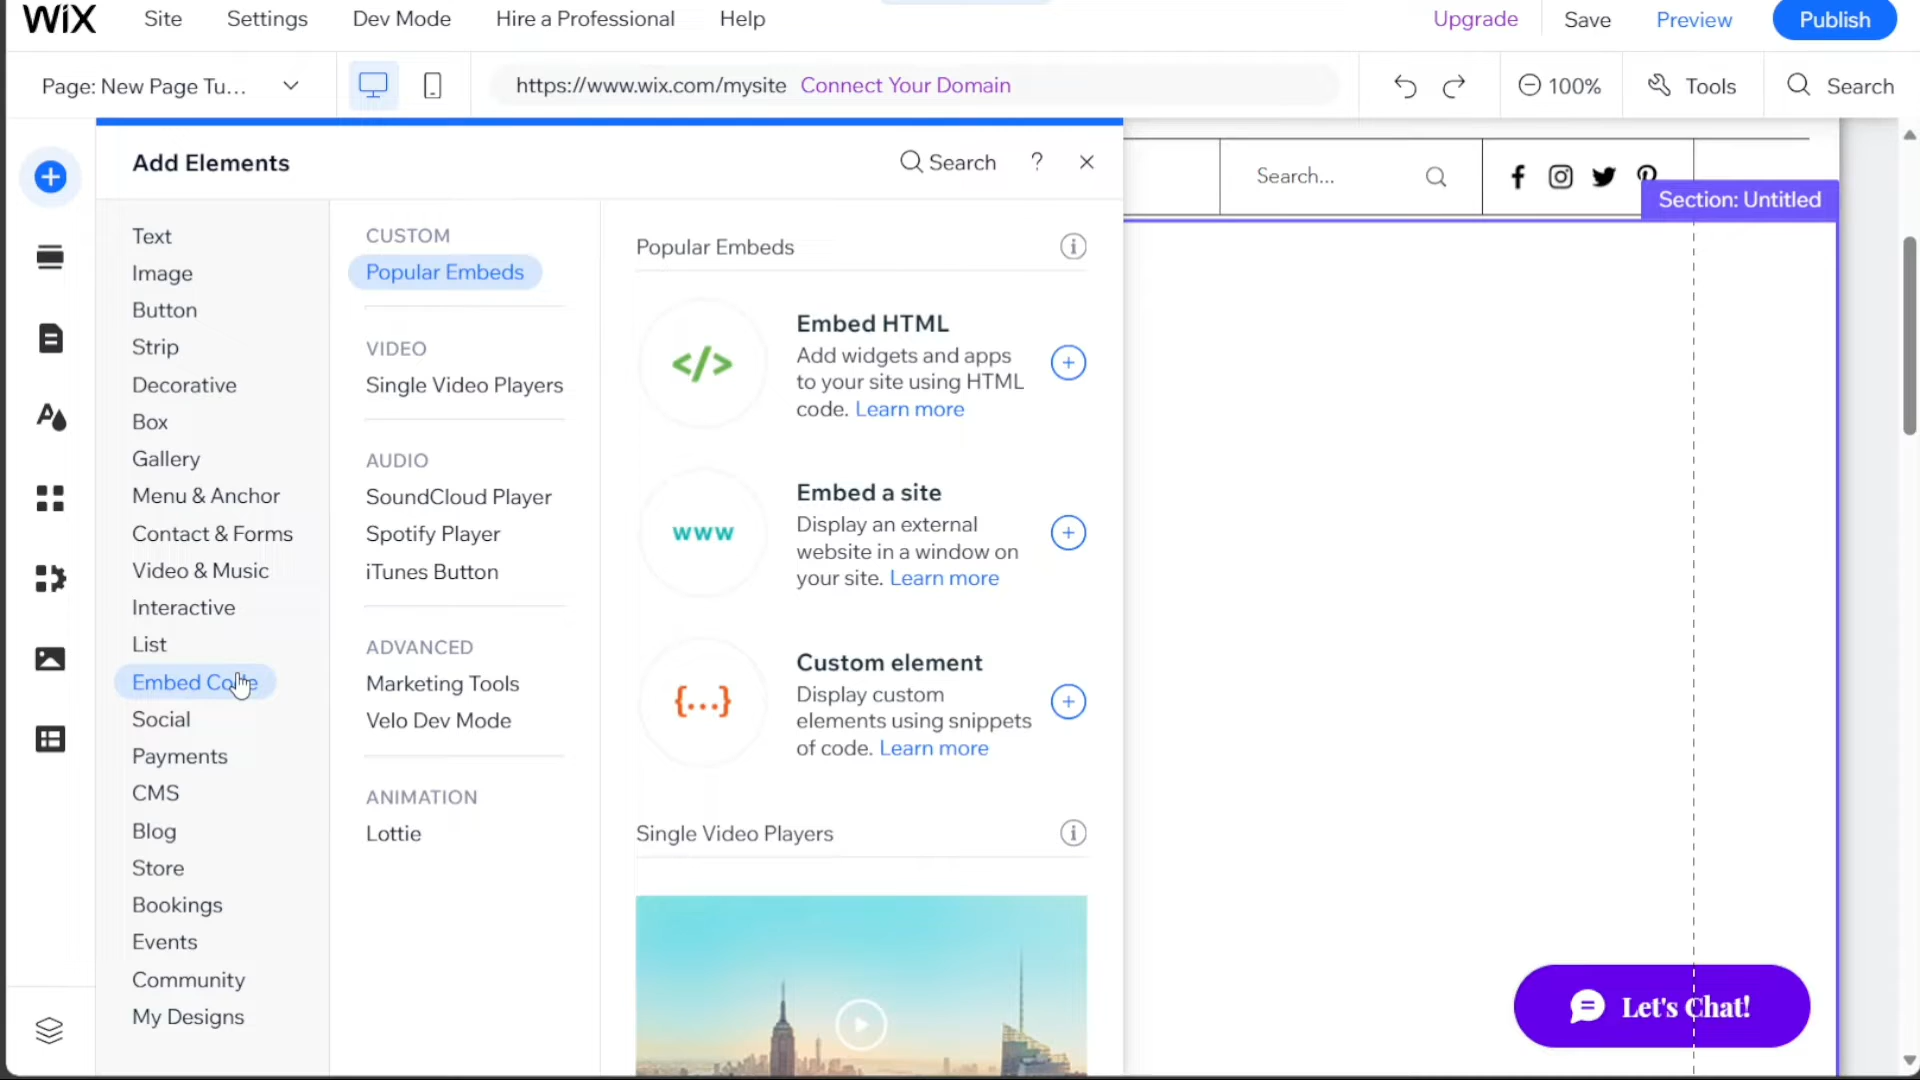 WIX Site Settings Dev Mode Hire a Professional Help Upgrade Save Preview Publish
Page: New Page Tu... https://www.wix.com/mysite Connect Your Domain 100% Tools Search
Add Elements Search ?
Search...
Section: Untitled
Text
Image
Button
Strip
Decorative
Box
Gallery
Menu & Anchor
Contact & Forms
Video & Music
Interactive
List
Embed Code
Social
Payments
CMS
Blog
Store
Bookings
Events
Community
My Designs
CUSTOM
Popular Embeds
VIDEO
Single Video Players
AUDIO
SoundCloud Player
Spotify Player
iTunes Button
ADVANCED
Marketing Tools
Velo Dev Mode
ANIMATION
Lottie
Popular Embeds
</>
Embed HTML
Add widgets and apps
to your site using HTML
code. Learn more
www
Embed a site
Display an external
website in a window on
your site. Learn more
{...}
Custom element
Display custom
elements using snippets
of code. Learn more
Single Video Players
Let's Chat!